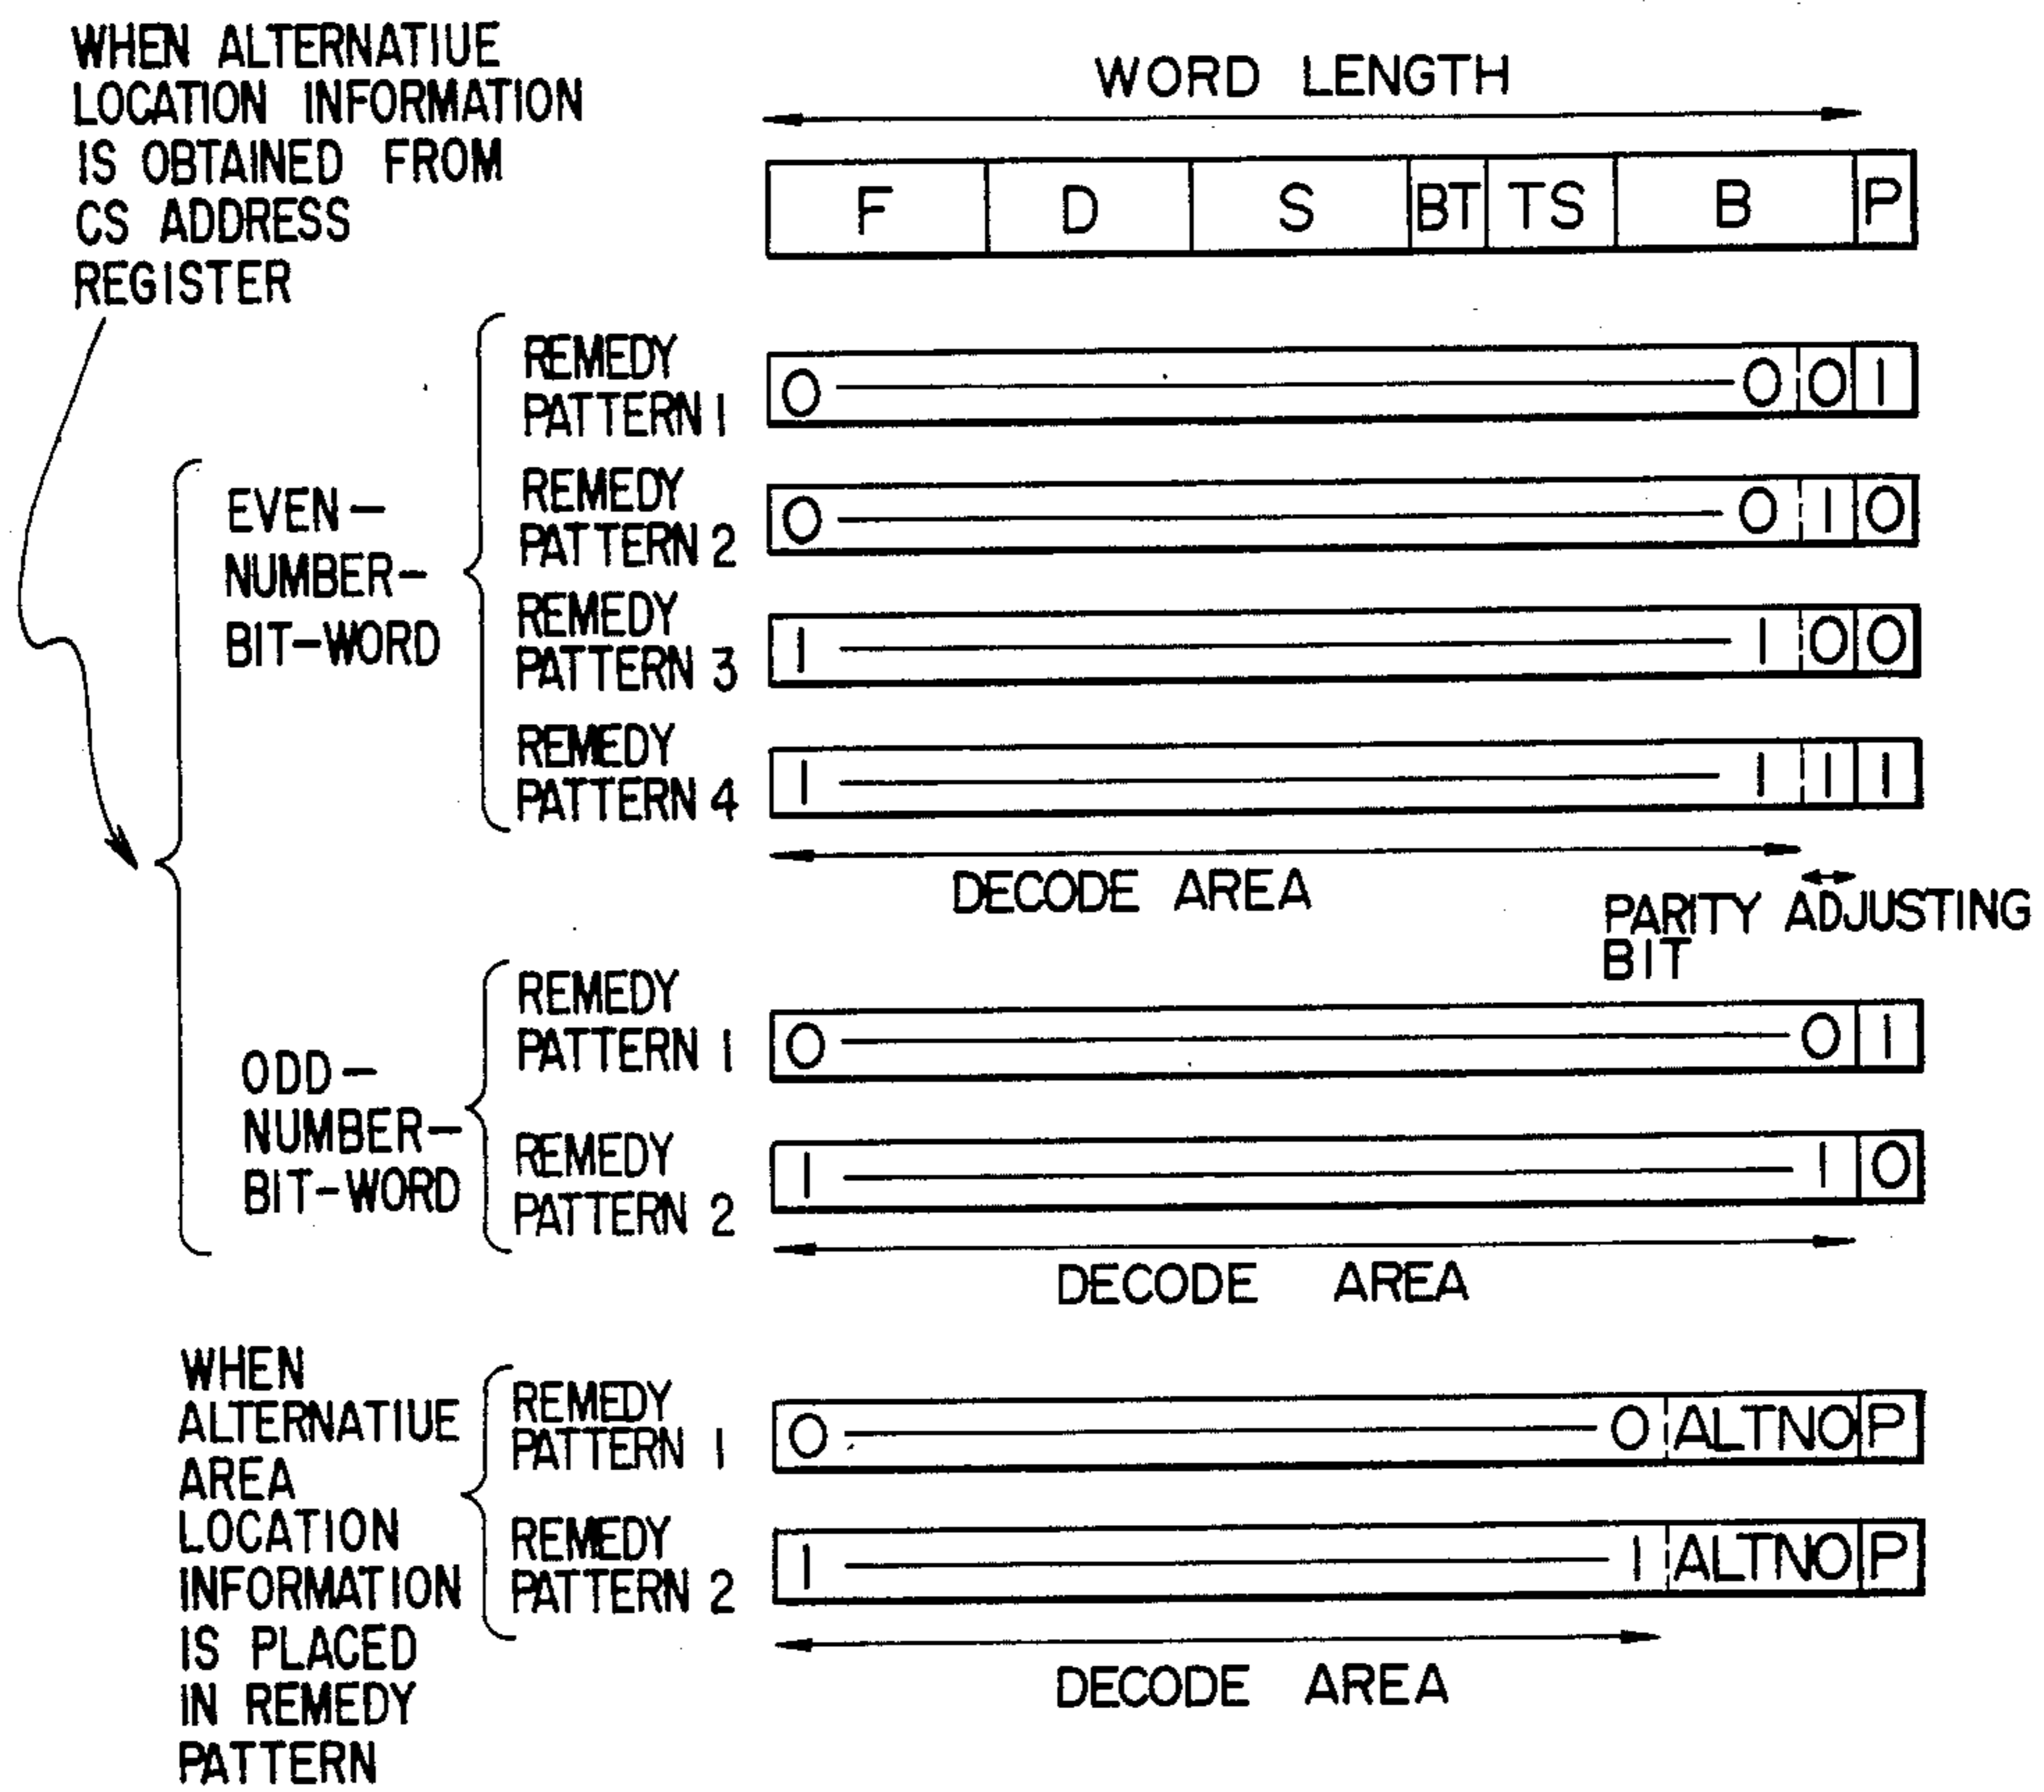 WHEN ALTERNATIUE
LOCATION INFORMATION
IS OBTAINED FROM
CS ADDRESS
REGISTER
WORD LENGTH
F D S BT TS B P
EVEN-
NUMBER-
BIT-WORD
REMEDY
PATTERN 1
0 0 0 1
REMEDY
PATTERN 2
0 0 1 0
REMEDY
PATTERN 3
1 1 0 0
REMEDY
PATTERN 4
1 1 1 1
DECODE AREA
PARITY ADJUSTING
BIT
ODD-
NUMBER-
BIT-WORD
REMEDY
PATTERN 1
0 0 1
REMEDY
PATTERN 2
1 1 0
DECODE AREA
WHEN
ALTERNATIUE
AREA
LOCATION
INFORMATION
IS PLACED
IN REMEDY
PATTERN
REMEDY
PATTERN 1
0 0 ALTNO P
REMEDY
PATTERN 2
1 1 ALTNO P
DECODE AREA